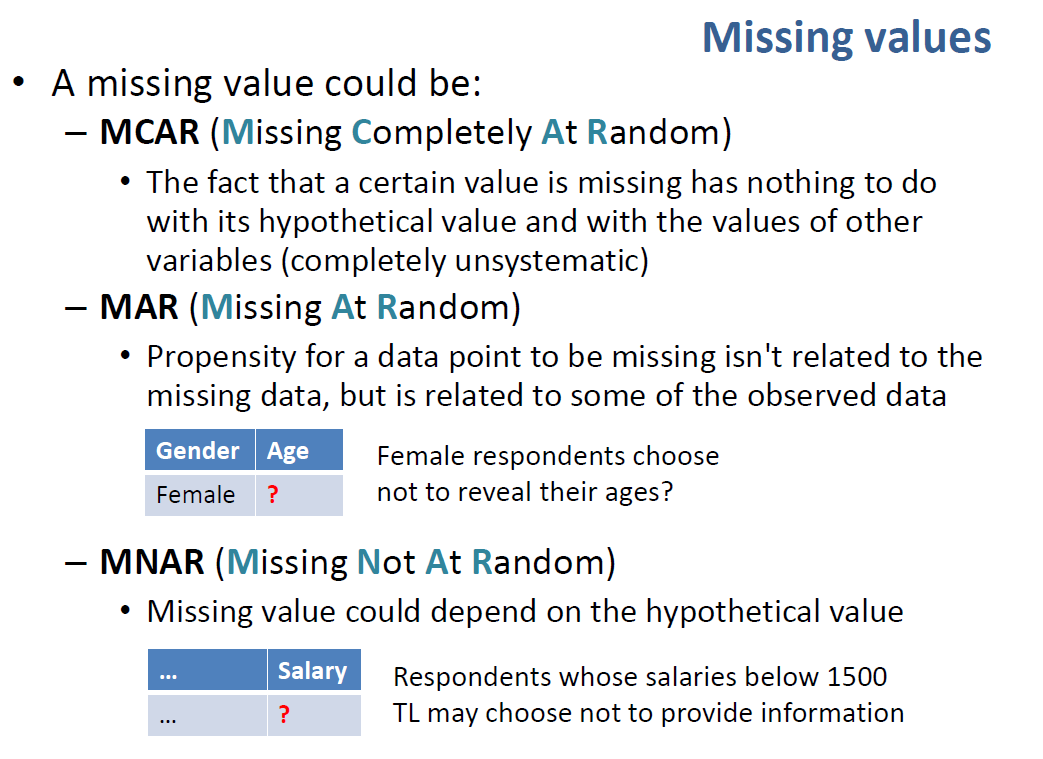 Missing values
• A missing value could be:
– MCAR (Missing Completely At Random)
• The fact that a certain value is missing has nothing to do
with its hypothetical value and with the values of other
variables (completely unsystematic)
– MAR (Missing At Random)
• Propensity for a data point to be missing isn't related to the
missing data, but is related to some of the observed data
Gender Age
Female ?
Female respondents choose
not to reveal their ages?
– MNAR (Missing Not At Random)
• Missing value could depend on the hypothetical value
... Salary
... ?
Respondents whose salaries below 1500
TL may choose not to provide information